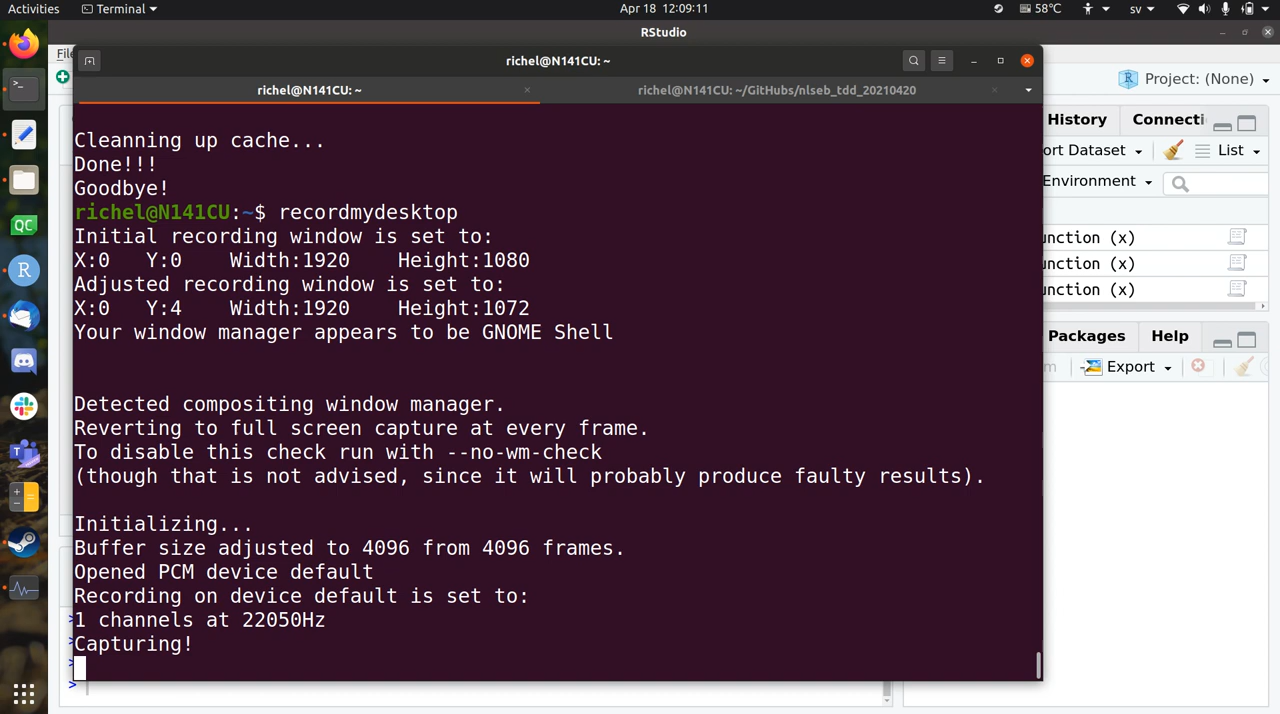 Activities Terminal Apr 18 12:09:11 58°C sv
RStudio
File
richel@N141CU: ~
Project: (None)
richel@N141CU: ~ richel@N141CU: ~/GitHubs/nlseb_tdd_20210420
History Connecti
ort Dataset List
Environment
unction (x)
unction (x)
unction (x)
Packages Help
Export
Cleanning up cache...
Done!!!
Goodbye!
richel@N141CU:~$ recordmydesktop
Initial recording window is set to:
X:0 Y:0 Width:1920 Height:1080
Adjusted recording window is set to:
X:0 Y:4 Width:1920 Height:1072
Your window manager appears to be GNOME Shell
Detected compositing window manager.
Reverting to full screen capture at every frame.
To disable this check run with --no-wm-check
(though that is not advised, since it will probably produce faulty results).
Initializing...
Buffer size adjusted to 4096 from 4096 frames.
Opened PCM device default
Recording on device default is set to:
1 channels at 22050Hz
Capturing!
>
>
>
>